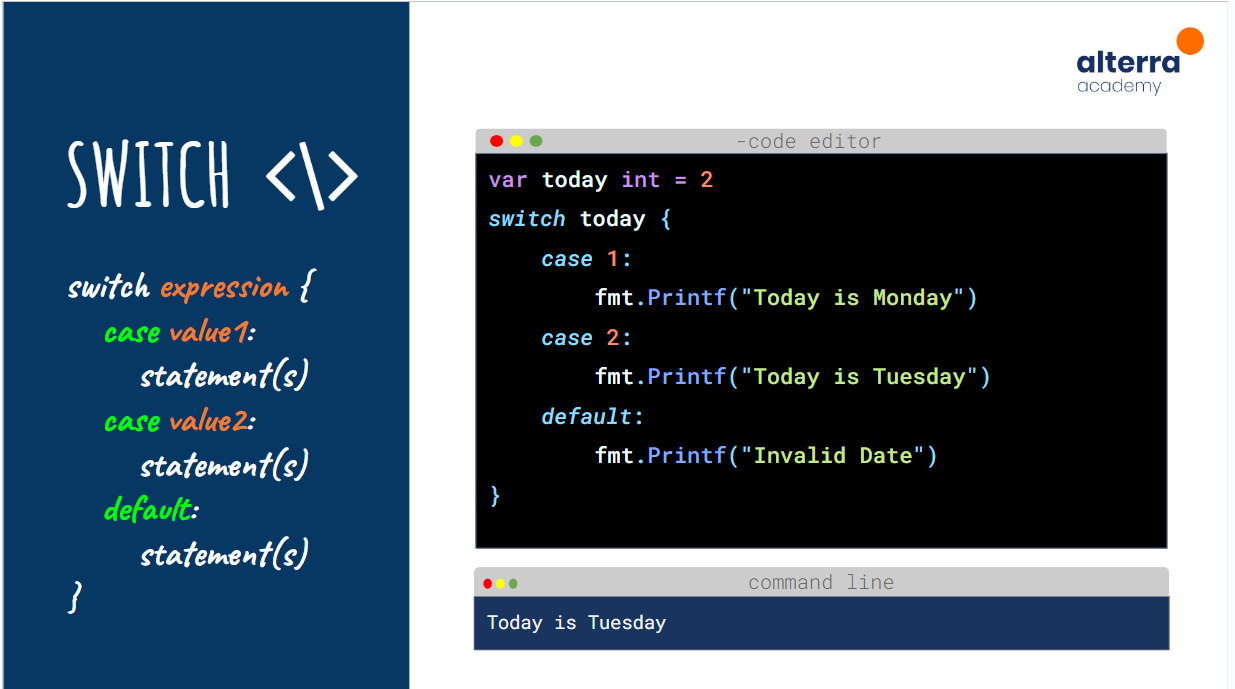 alterra
academy
SWITCH <\>
switch expression {
case value1:
statement(s)
case value2:
statement(s)
default:
statement(s)
}
-code editor
var today int = 2
switch today {
case 1:
fmt.Printf("Today is Monday")
case 2:
fmt.Printf("Today is Tuesday")
default:
fmt.Printf("Invalid Date")
}
command line
Today is Tuesday